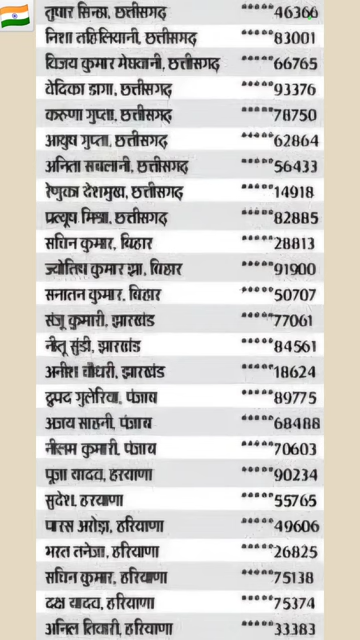 तुषार सिन्हा, छत्तीसगढ़ *****46366
निशा तहिलियानी, छत्तीसगढ़ *****83001
विजय कुमार मेघवानी, छत्तीसगढ़ *****66765
वेदिका डागा, छत्तीसगढ़ *****93376
करुणा गुप्ता, छत्तीसगढ़ *****78750
आयुष गुप्ता, छत्तीसगढ़ *****62864
अनिता सबलानी, छत्तीसगढ़ *****56433
रेणुका देशमुख, छत्तीसगढ़ *****14918
प्रत्यूष मिश्रा, छत्तीसगढ़ *****82885
सचिन कुमार, बिहार *****28813
ज्योतिष कुमार झा, बिहार *****91900
सनातन कुमार, बिहार *****50707
संजू कुमारी, झारखंड *****77061
नीतू सुंडी, झारखंड *****84561
अनीश चौधरी, झारखंड *****18624
द्रुपद गुलेरिया, पंजाब *****89775
अजय साहनी, पंजाब *****68488
नीलम कुमारी, पंजाब *****70603
पूजा यादव, हरयाणा *****90234
सुदेश, हरयाणा *****55765
पारस अरोड़ा, हरियाणा *****49606
भरत तनेजा, हरियाणा *****26825
सचिन कुमार, हरियाणा *****75138
दक्ष यादव, हरियाणा *****75374
अनिल तिवारी, हरियाणा *****33383